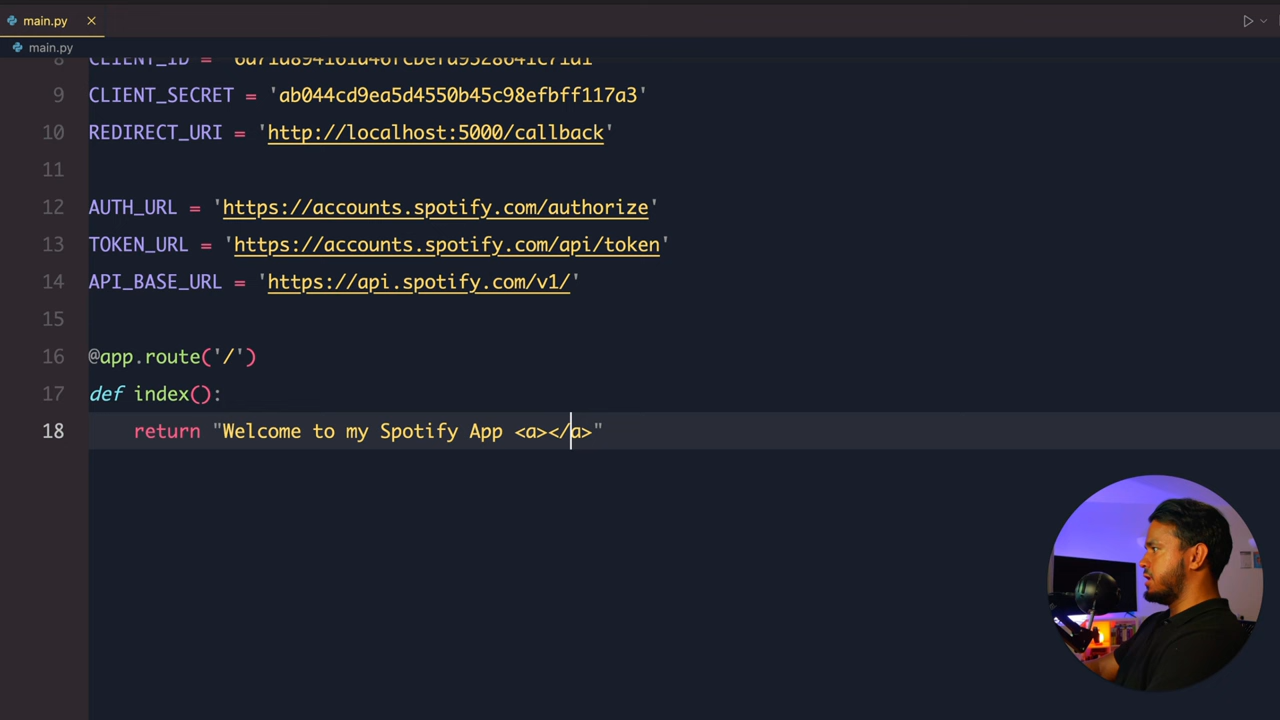 main.py
main.py
8 CLIENT_ID =
9 CLIENT_SECRET = 'ab044cd9ea5d4550b45c98efbff117a3'
10 REDIRECT_URI = 'http://localhost:5000/callback'
11
12 AUTH_URL = 'https://accounts.spotify.com/authorize'
13 TOKEN_URL = 'https://accounts.spotify.com/api/token'
14 API_BASE_URL = 'https://api.spotify.com/v1/'
15
16 @app.route('/')
17 def index():
18 return "Welcome to my Spotify App <a></a>"